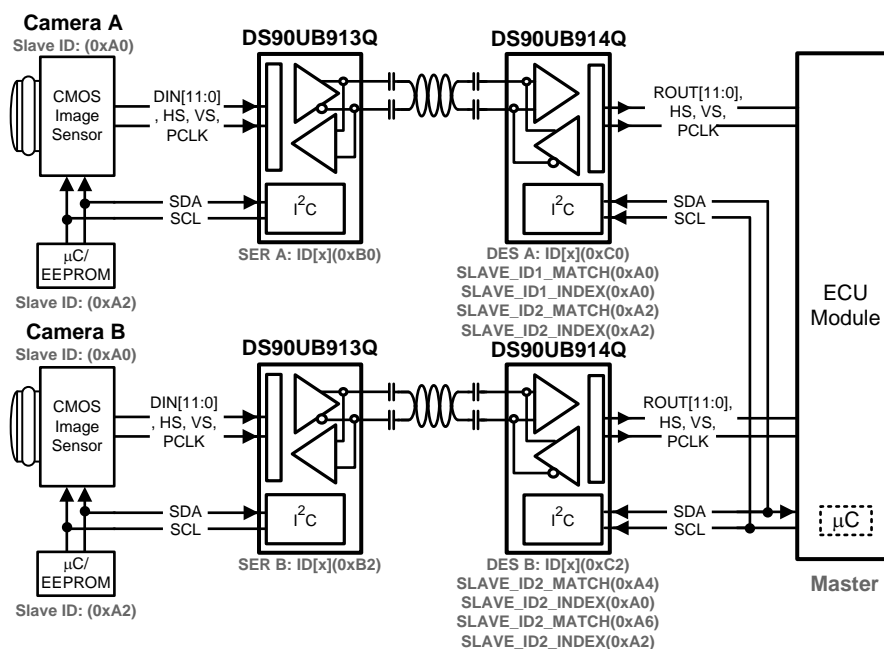 Camera A
Slave ID: (0xA0)
DS90UB913Q
DS90UB914Q
CMOS
Image
Sensor
DIN[11:0]
, HS, VS,
PCLK
ROUT[11:0],
HS, VS,
PCLK
SDA
SCL
I2C
I2C
SDA
SCL
µC/
EEPROM
Slave ID: (0xA2)
SER A: ID[x](0xB0)
DES A: ID[x](0xC0)
SLAVE_ID1_MATCH(0xA0)
SLAVE_ID1_INDEX(0xA0)
SLAVE_ID2_MATCH(0xA2)
SLAVE_ID2_INDEX(0xA2)
ECU
Module
Camera B
Slave ID: (0xA0)
DS90UB913Q
DS90UB914Q
CMOS
Image
Sensor
DIN[11:0]
, HS, VS,
PCLK
ROUT[11:0],
HS, VS,
PCLK
SDA
SCL
I2C
I2C
SDA
SCL
µC
µC/
EEPROM
Slave ID: (0xA2)
SER B: ID[x](0xB2)
DES B: ID[x](0xC2)
SLAVE_ID2_MATCH(0xA4)
SLAVE_ID2_INDEX(0xA0)
SLAVE_ID2_MATCH(0xA6)
SLAVE_ID2_INDEX(0xA2)
Master